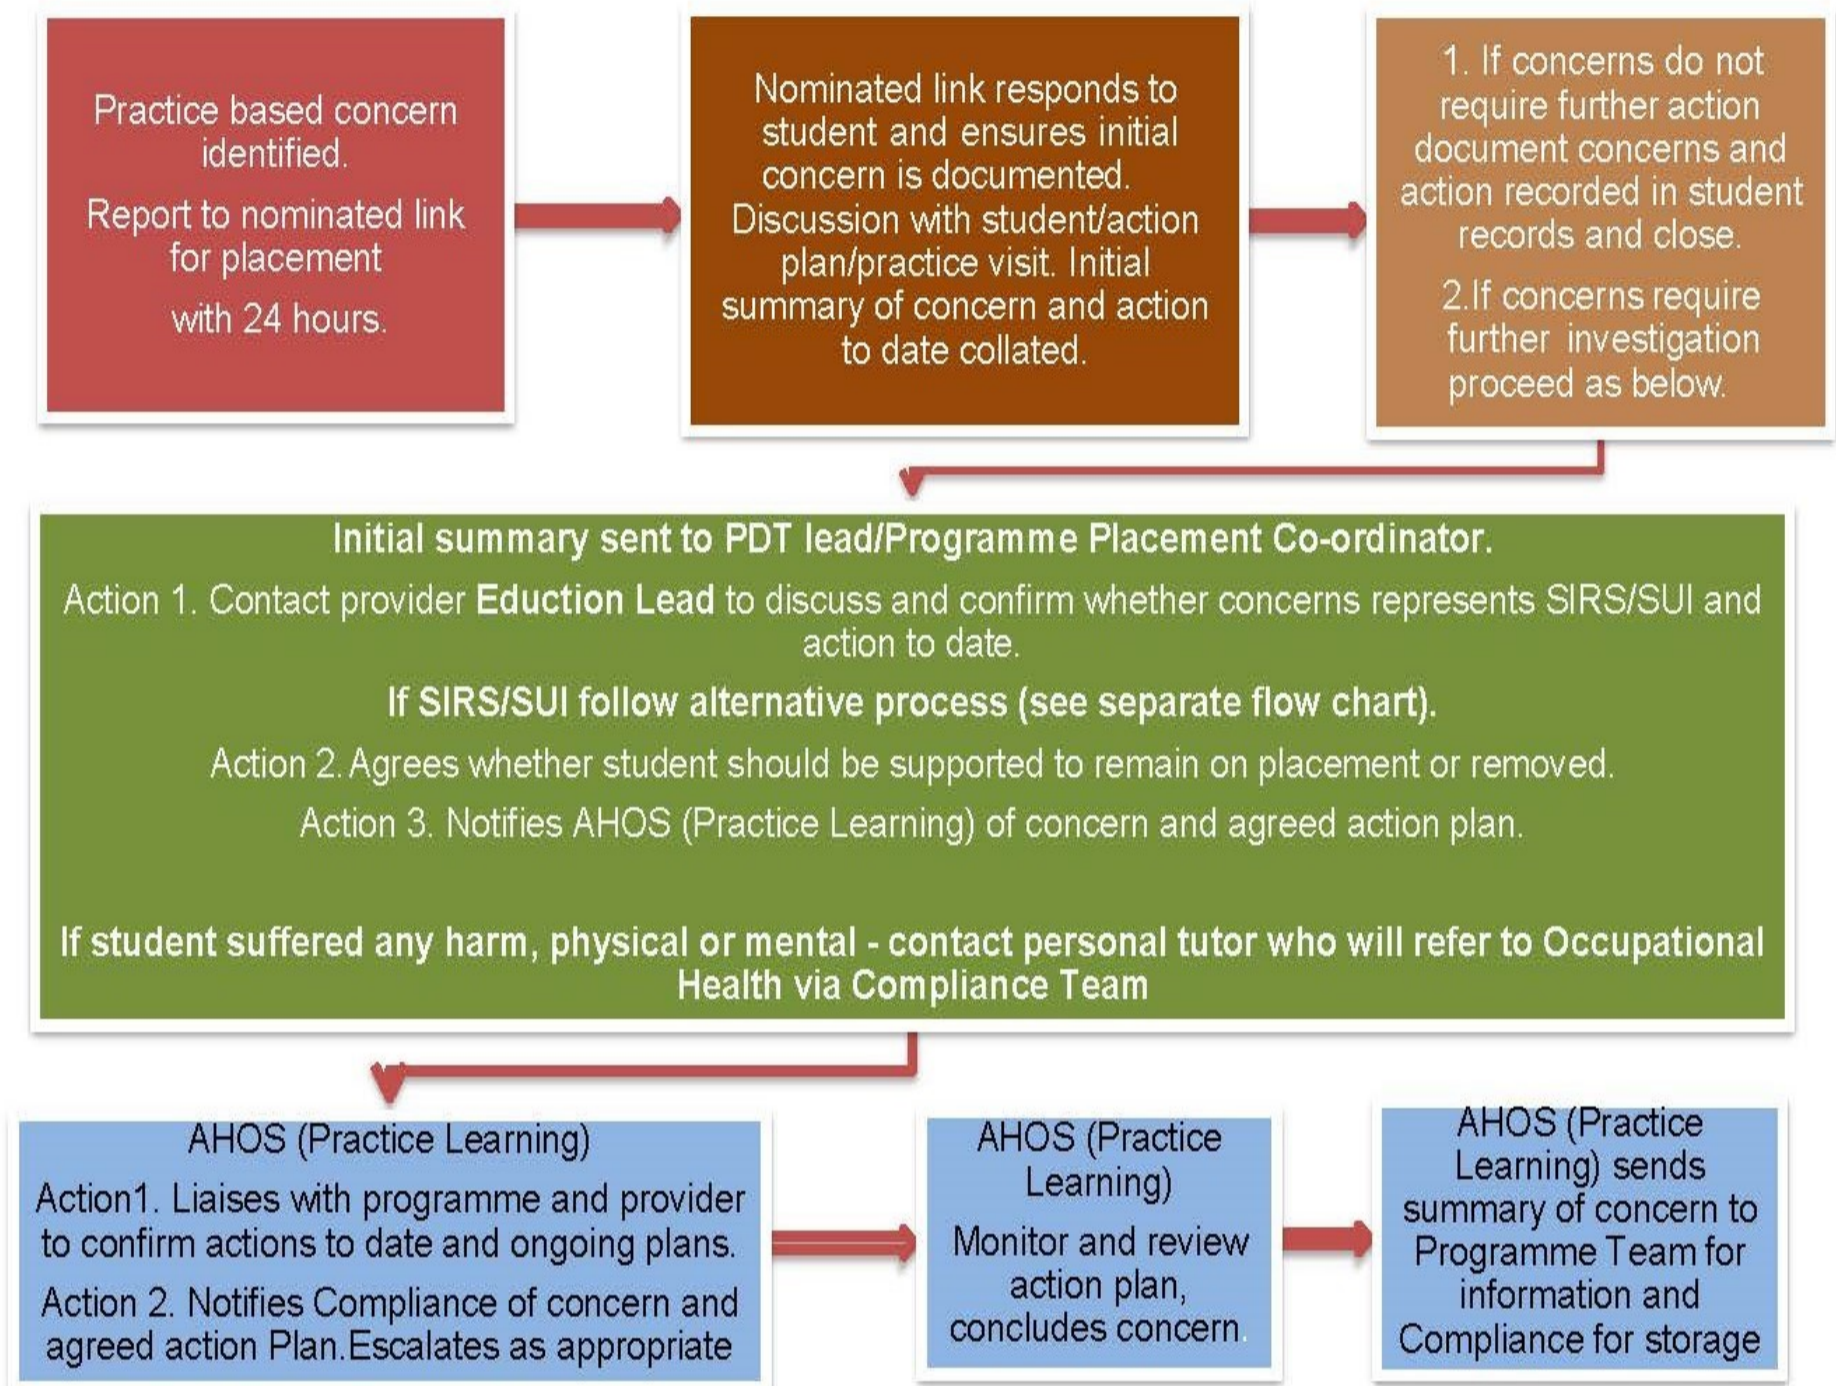 Practice based concern
identified.
Report to nominated link
for placement
with 24 hours.
Nominated link responds to
student and ensures initial
concern is documented.
Discussion with student/action
plan/practice visit. Initial
summary of concern and action
to date collated.
1. If concerns do not
require further action
document concerns and
action recorded in student
records and close.
2.If concerns require
further investigation
proceed as below.
Initial summary sent to PDT lead/Programme Placement Co-ordinator.
Action 1. Contact provider Eduction Lead to discuss and confirm whether concerns represents SIRS/SUI and
action to date.
If SIRS/SUI follow alternative process (see separate flow chart).
Action 2. Agrees whether student should be supported to remain on placement or removed.
Action 3. Notifies AHOS (Practice Learning) of concern and agreed action plan.
If student suffered any harm, physical or mental - contact personal tutor who will refer to Occupational
Health via Compliance Team
AHOS (Practice Learning)
Action1. Liaises with programme and provider
to confirm actions to date and ongoing plans.
Action 2. Notifies Compliance of concern and
agreed action Plan.Escalates as appropriate
AHOS (Practice
Learning)
Monitor and review
action plan,
concludes concern.
AHOS (Practice
Learning) sends
summary of concern to
Programme Team for
information and
Compliance for storage